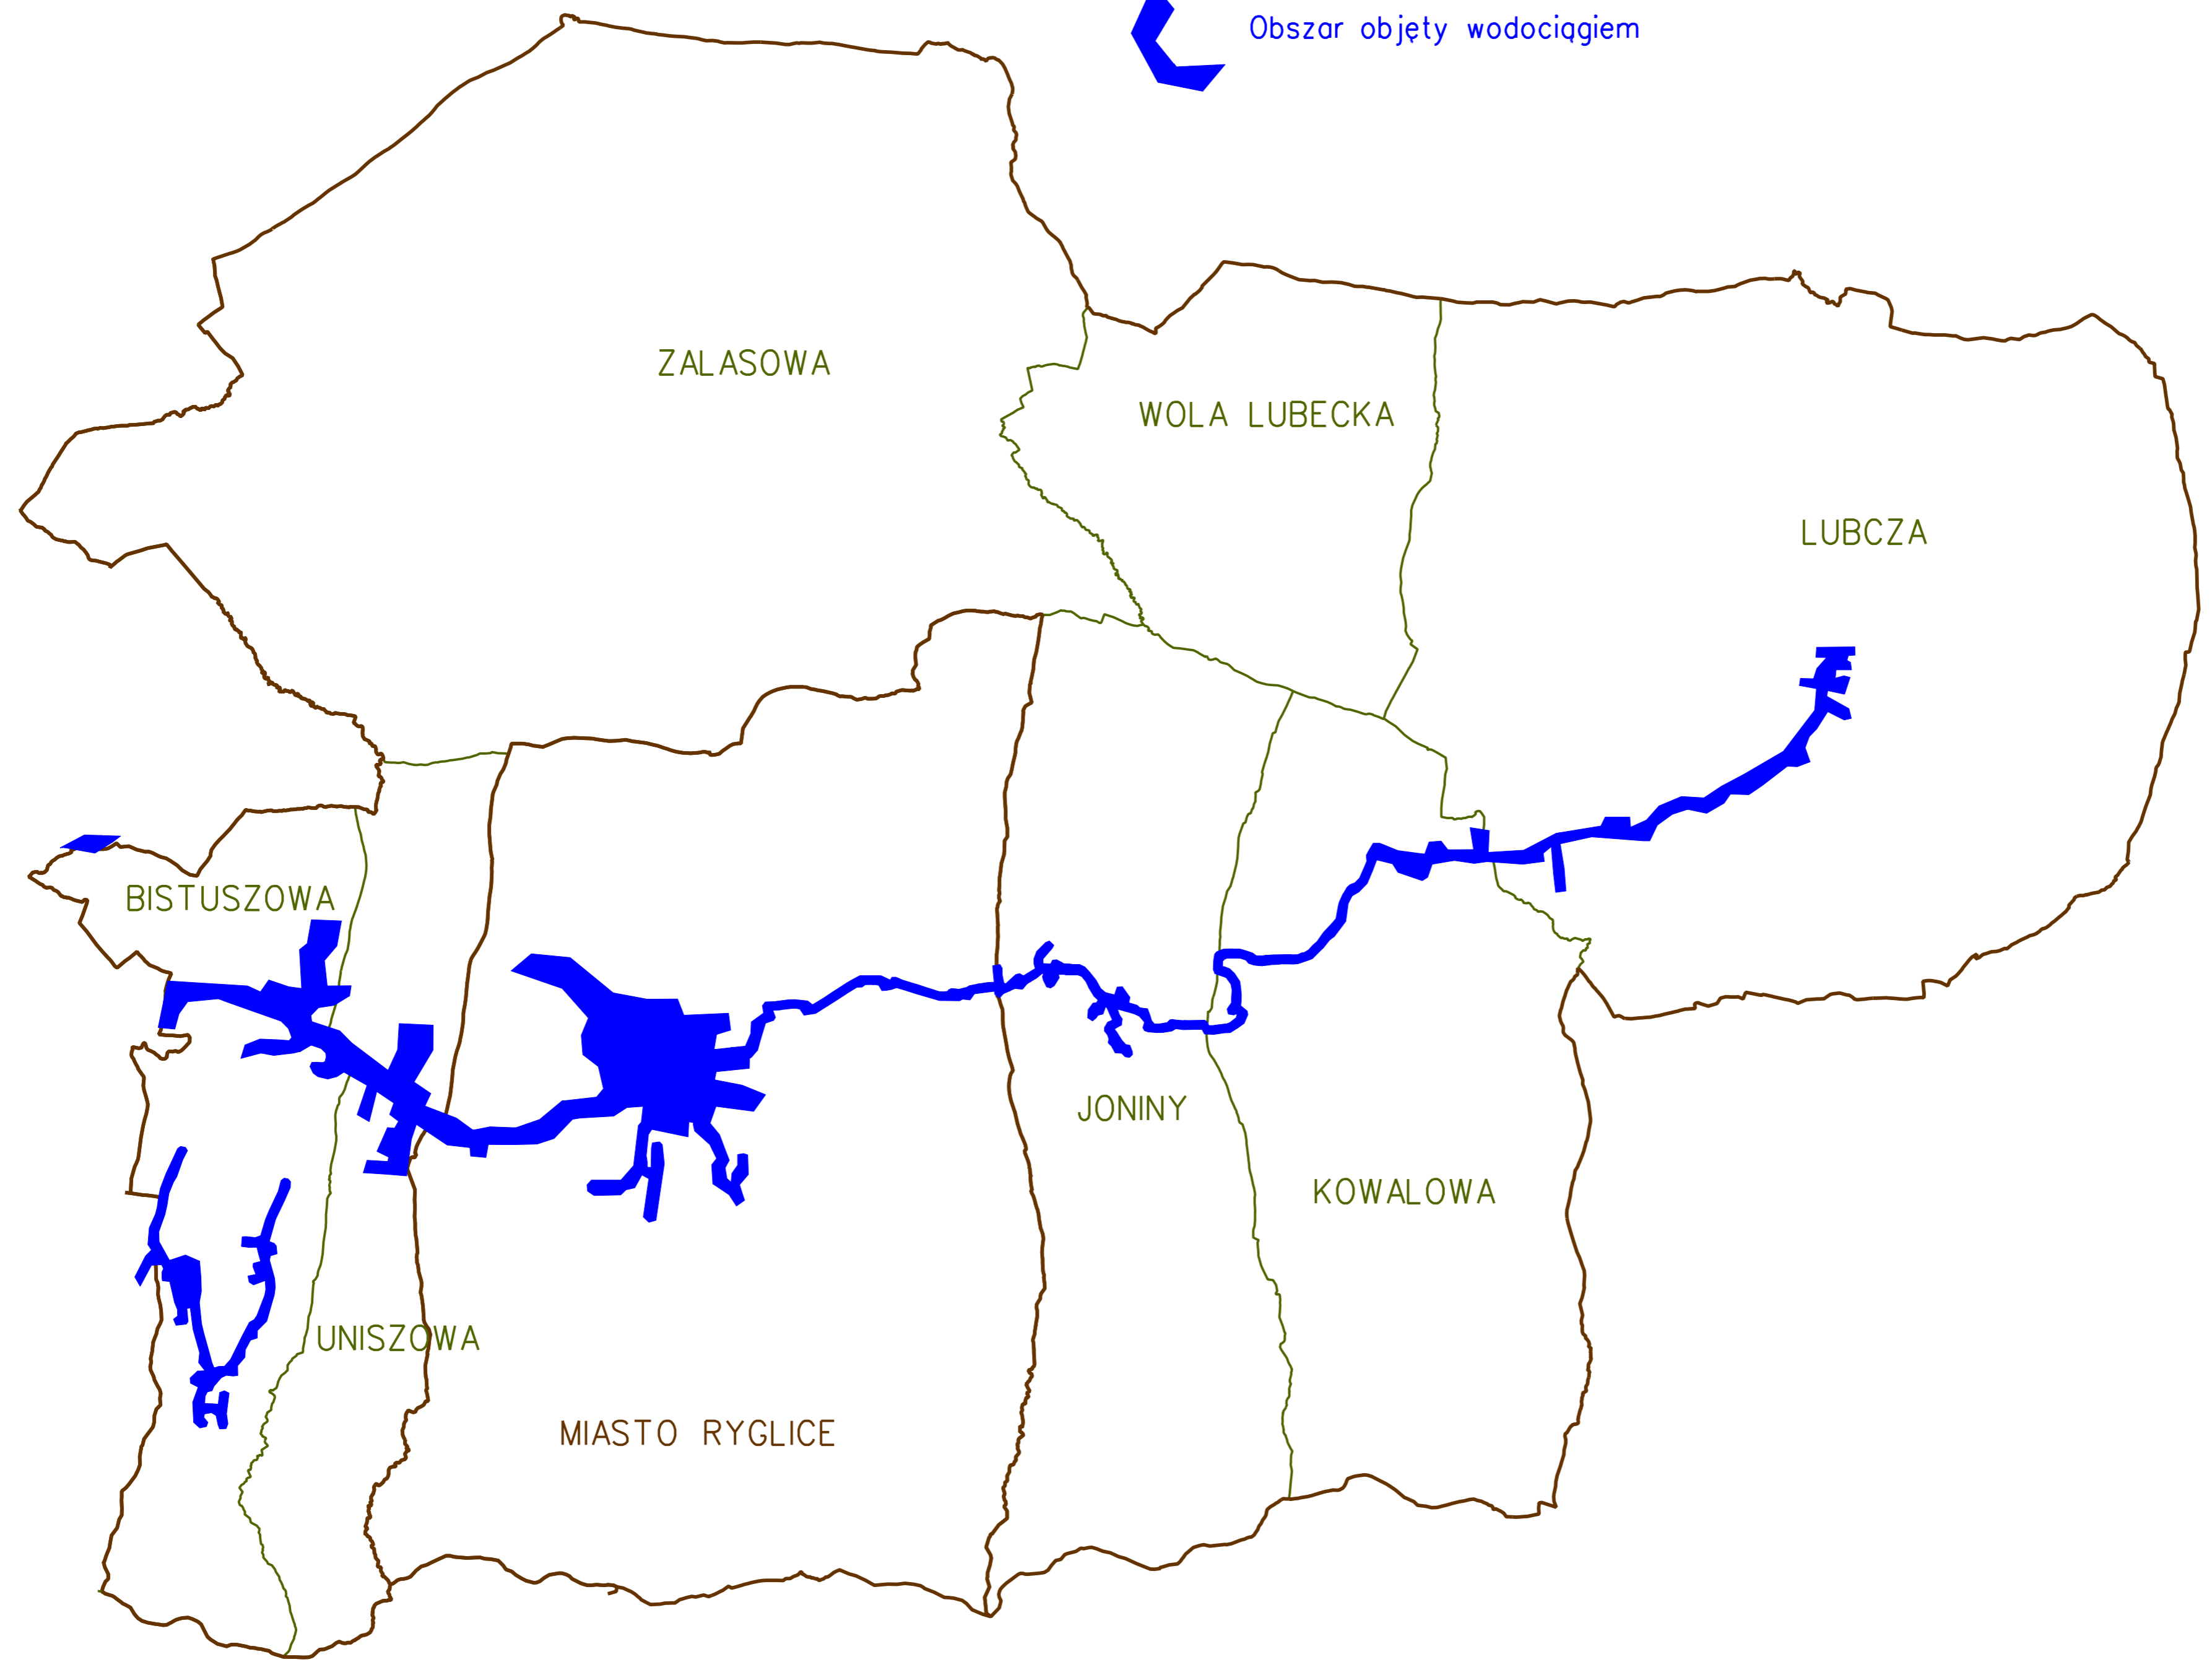 Obszar objęty wodociągiem
ZALASOWA
WOLA LUBECKA
LUBCZA
BISTUSZOWA
JONINY
KOWALOWA
UNISZOWA
MIASTO RYGLICE